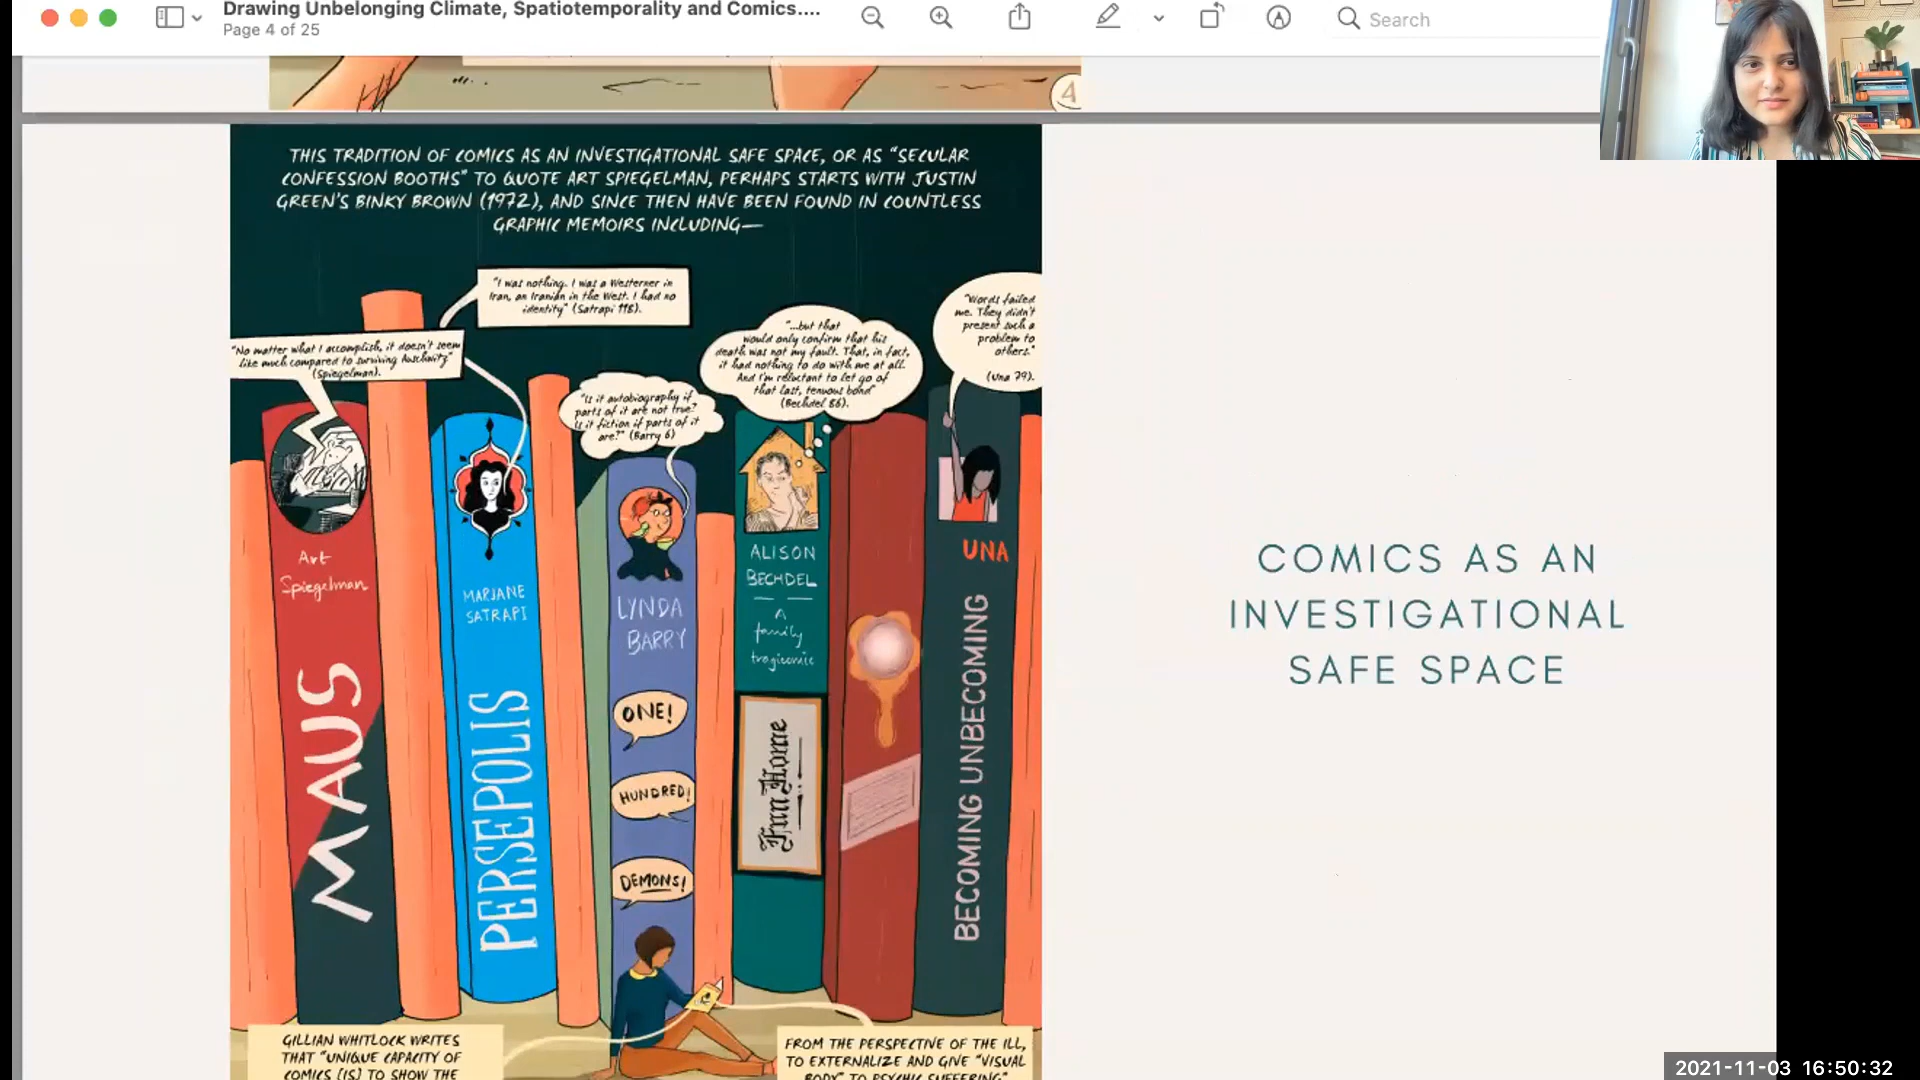 Drawing Unbelonging Climate, Spatiotemporality and Comics....
Page 4 of 25
Search
4
THIS TRADITION OF COMICS AS AN INVESTIGATIONAL SAFE SPACE, OR AS "SECULAR
CONFESSION BOOTHS" TO QUOTE ART SPIEGELMAN, PERHAPS STARTS WITH JUSTIN
GREEN'S BINKY BROWN (1972), AND SINCE THEN HAVE BEEN FOUND IN COUNTLESS
GRAPHIC MEMOIRS INCLUDING—
"I was nothing. I was a Westerner in
Iran, an Iranian in the West. I had no
identity" (Satrapi 118).
"No matter what I accomplish, it doesn't seem
like much compared to surviving Auschwitz"
(Spiegelman).
"Is it autobiography if
parts of it are not true?
Is it fiction if parts of it
are?" (Barry 6)
"...but that
would only confirm that his
death was not my fault. That, in fact,
it had nothing to do with me at all.
And I'm reluctant to let go of
that last, tenuous bond"
(Bechdel 86).
"Words failed
me. They didn't
present such a
problem to
others."
(Una 79).
Art
Spiegelman
MAUS
MARJANE
SATRAPI
PERSEPOLIS
LYNDA
BARRY
ONE!
HUNDRED!
DEMONS!
ALISON
BECHDEL
A
family
tragicomic
Fun Home
UNA
BECOMING UNBECOMING
GILLIAN WHITLOCK WRITES
THAT "UNIQUE CAPACITY OF
COMICS [IS] TO SHOW THE
FROM THE PERSPECTIVE OF THE ILL,
TO EXTERNALIZE AND GIVE "VISUAL
BODY" TO PSYCHIC SUFFERING"
COMICS AS AN
INVESTIGATIONAL
SAFE SPACE
2021-11-03 16:50:32